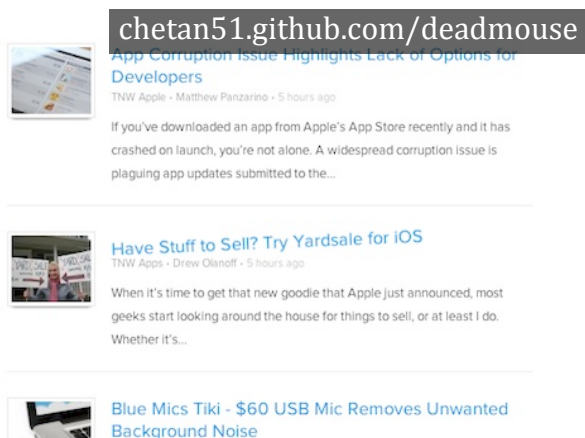 chetan51.github.com/deadmouse
App Corruption Issue Highlights Lack of Options for
Developers
TNW Apple • Matthew Panzarino • 5 hours ago
If you've downloaded an app from Apple's App Store recently and it has
crashed on launch, you're not alone. A widespread corruption issue is
plaguing app updates submitted to the...
Have Stuff to Sell? Try Yardsale for iOS
TNW Apps • Drew Olanoff • 5 hours ago
When it's time to get that new goodie that Apple just announced, most
geeks start looking around the house for things to sell, or at least I do.
Whether it's...
Blue Mics Tiki - $60 USB Mic Removes Unwanted
Background Noise